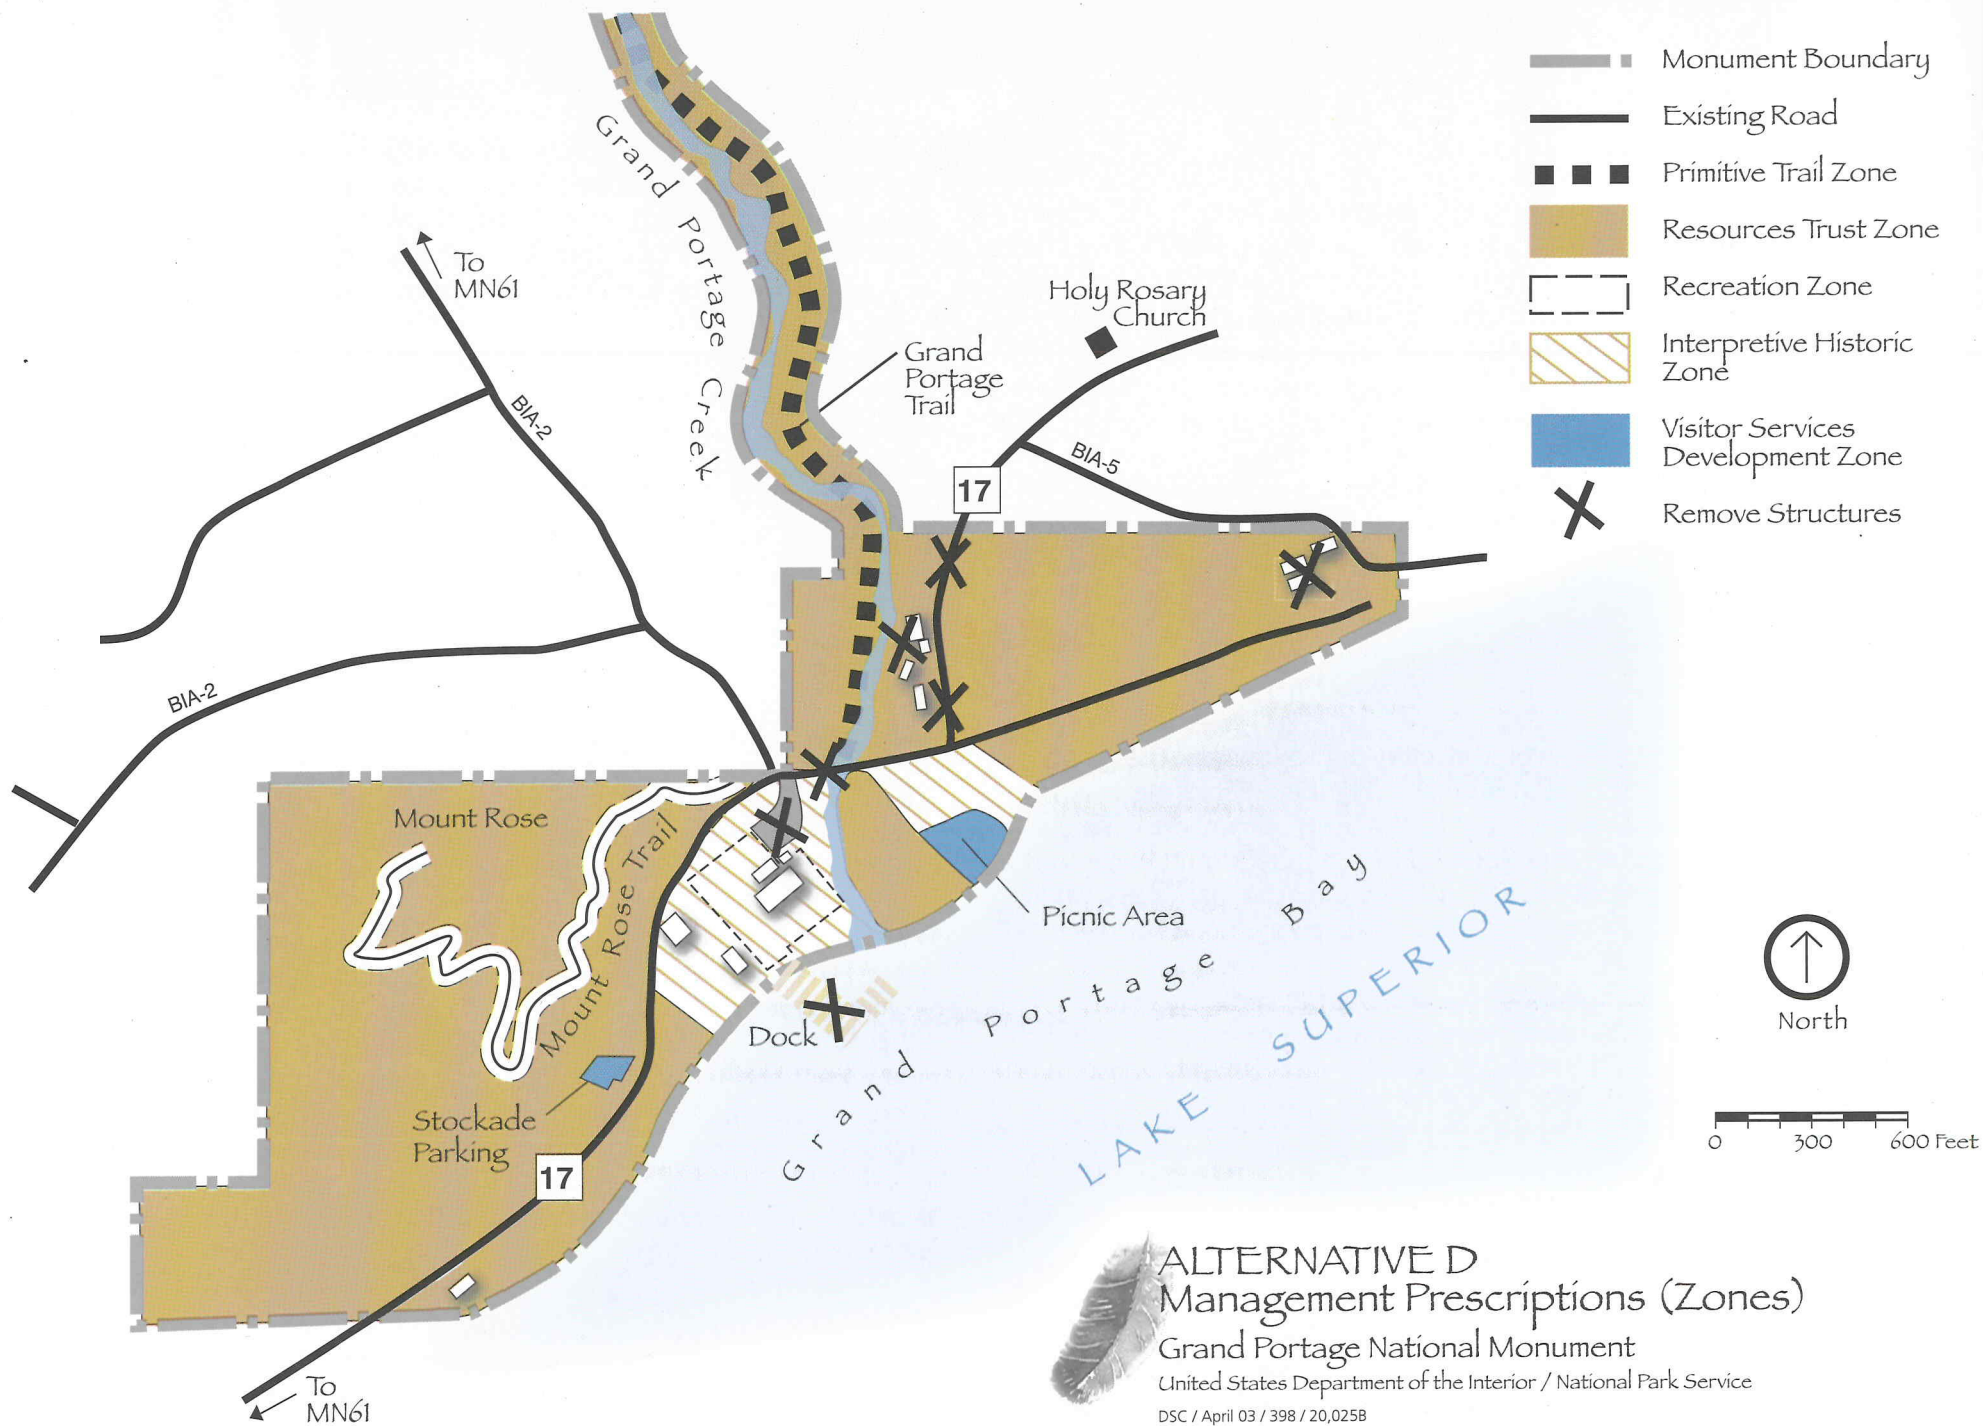 Monument Boundary
Existing Road
Primitive Trail Zone
Resources Trust Zone
Recreation Zone
Interpretive Historic
Zone
Visitor Services
Development Zone
Remove Structures
Grand Portage Creek
To
MN61
BIA-2
Holy Rosary
Church
Grand
Portage
Trail
BIA-5
17
BIA-2
Mount Rose
Mount Rose Trail
Picnic Area
Dock
Stockade
Parking
17
Grand Portage Bay
LAKE SUPERIOR
North
0 300 600 Feet
To
MN61
ALTERNATIVE D
Management Prescriptions (Zones)
Grand Portage National Monument
United States Department of the Interior / National Park Service
DSC / April 03 / 398 / 20,025B